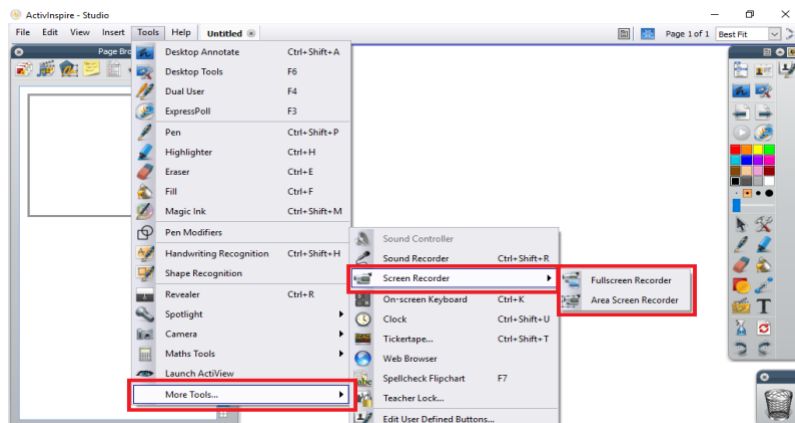 ActivInspire - Studio
File Edit View Insert Tools Help Untitled
Page 1 of 1 Best Fit
Page Bro
Desktop Annotate Ctrl+Shift+A
Desktop Tools F6
Dual User F4
ExpressPoll F3
Pen Ctrl+Shift+P
Highlighter Ctrl+H
Eraser Ctrl+E
Fill Ctrl+F
Magic Ink Ctrl+Shift+M
Pen Modifiers
Handwriting Recognition Ctrl+Shift+H
Shape Recognition
Revealer Ctrl+R
Spotlight
Camera
Maths Tools
Launch ActiView
More Tools...
Sound Controller
Sound Recorder Ctrl+Shift+R
Screen Recorder
On-screen Keyboard Ctrl+K
Clock Ctrl+Shift+U
Tickertape... Ctrl+Shift+T
Web Browser
Spellcheck Flipchart F7
Teacher Lock...
Edit User Defined Buttons...
Fullscreen Recorder
Area Screen Recorder
T